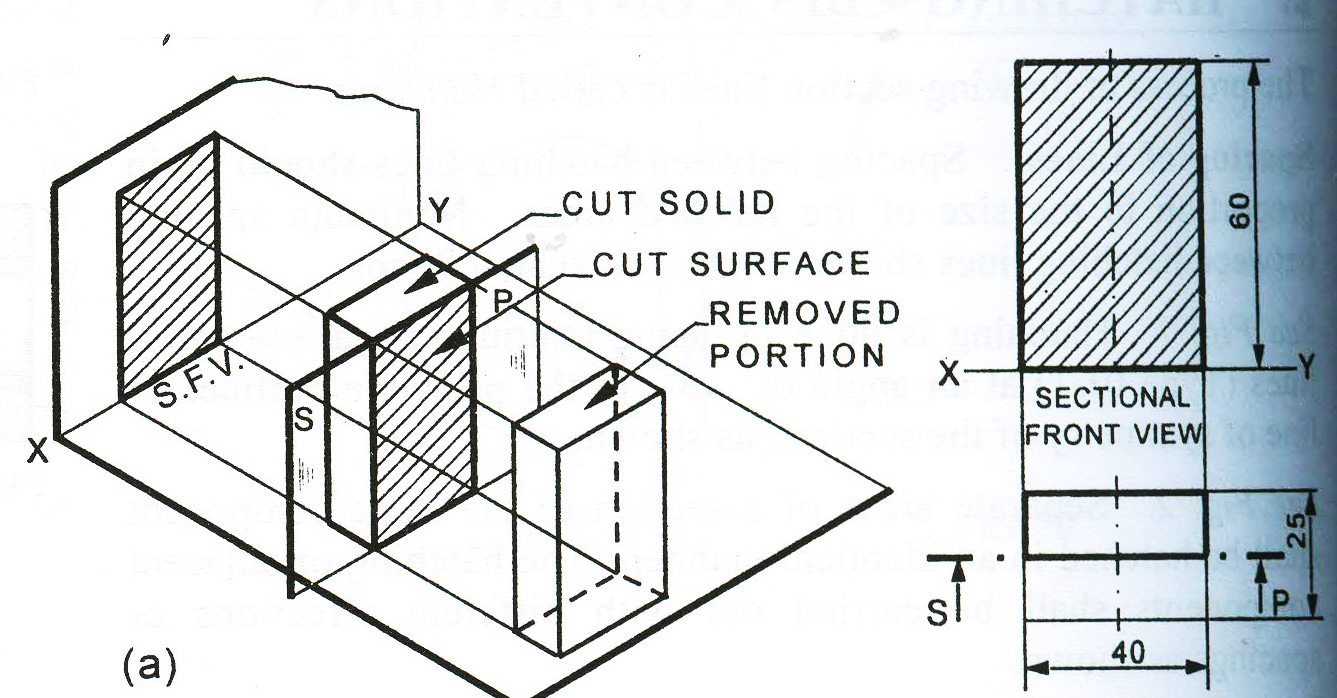 CUT SOLID
Y
CUT SURFACE
P
REMOVED
PORTION
S.F.V.
S
X
(a)
60
X
Y
SECTIONAL
FRONT VIEW
25
S
P
40